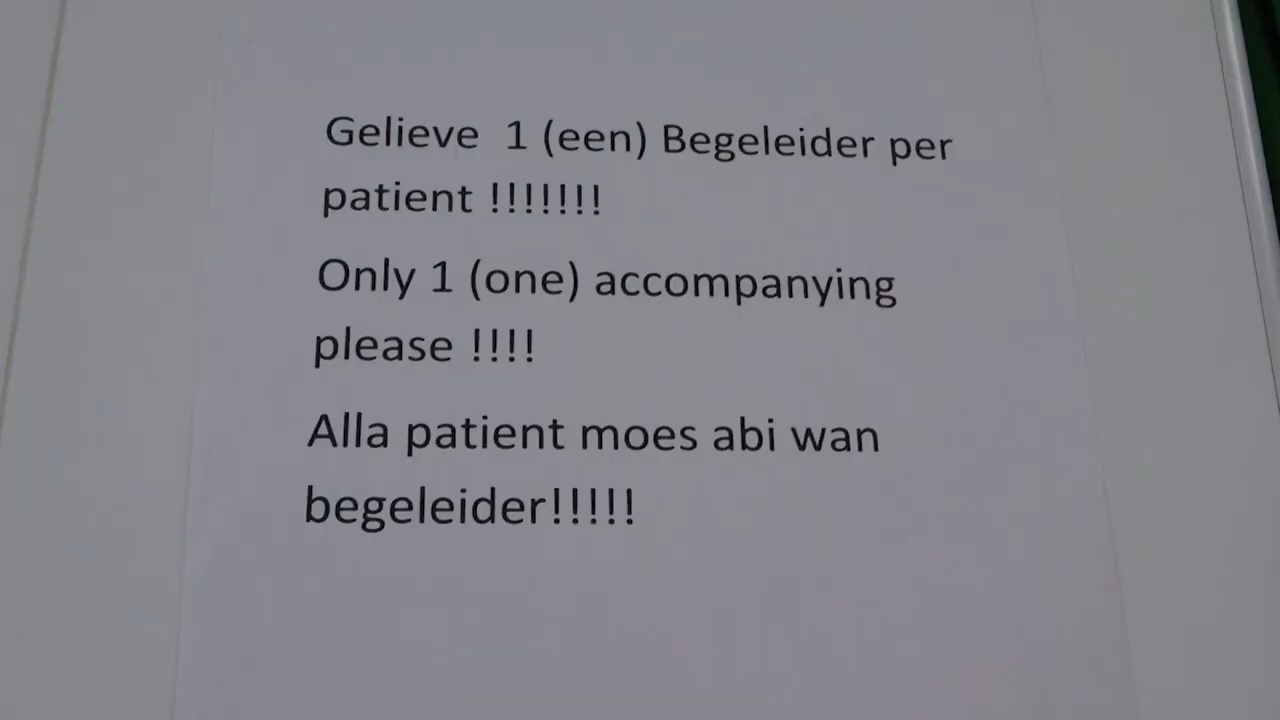 Gelieve  1 (een) Begeleider per
patient !!!!!!!
Only 1 (one) accompanying
please !!!!
Alla patient moes abi wan
begeleider!!!!!